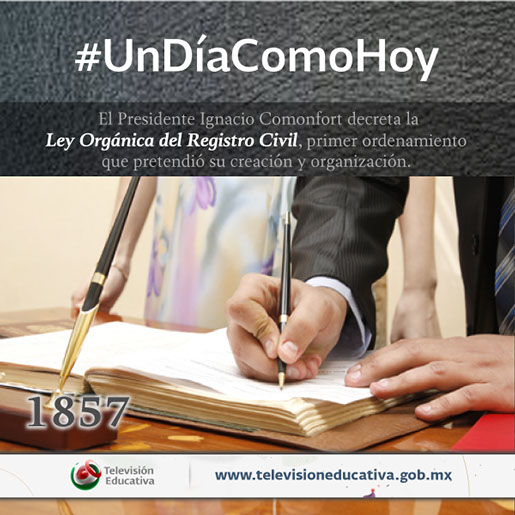 #UnDíaComoHoy
El Presidente Ignacio Comonfort decreta la
Ley Orgánica del Registro Civil, primer ordenamiento
que pretendió su creación y organización.
1857
Televisión
Educativa
www.televisioneducativa.gob.mx